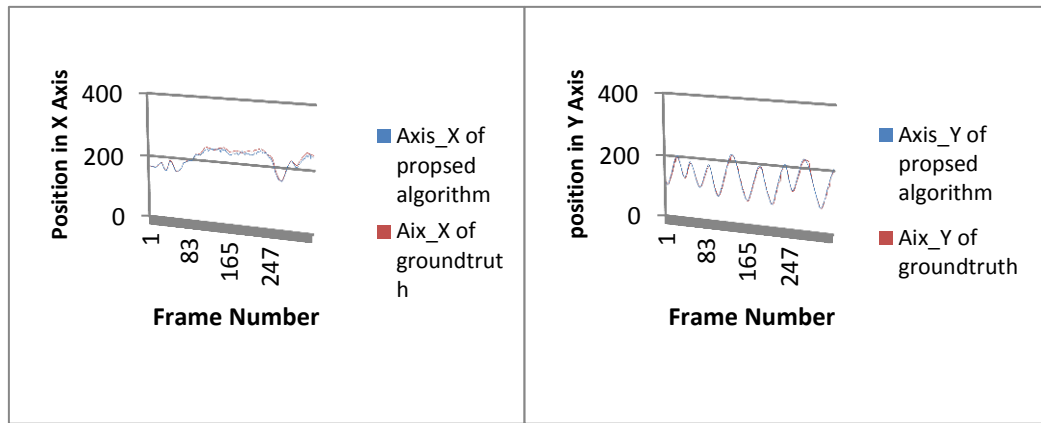 Position in X Axis
400
200
0
1
83
165
247
Frame Number
Axis_X of
propsed
algorithm
Aix_X of
groundtrut
h
position in Y Axis
400
200
0
1
83
165
247
Frame Number
Axis_Y of
propsed
algorithm
Aix_Y of
groundtruth